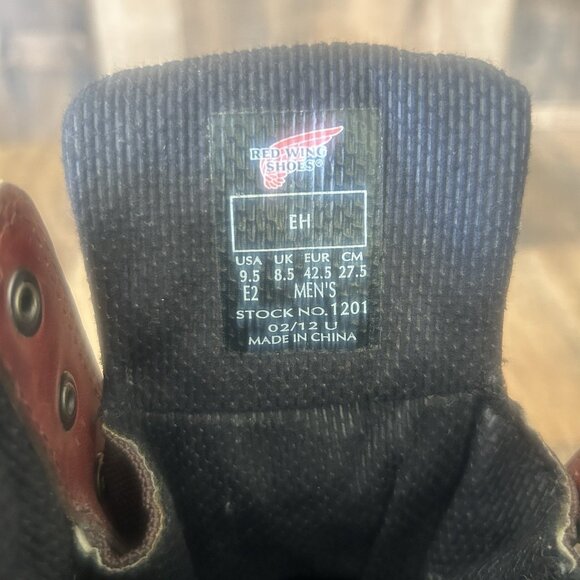 RED WING
SHOES®
EH
USA UK EUR CM
9.5 8.5 42.5 27.5
E2 MEN'S
STOCK NO. 1201
02/12 U
MADE IN CHINA